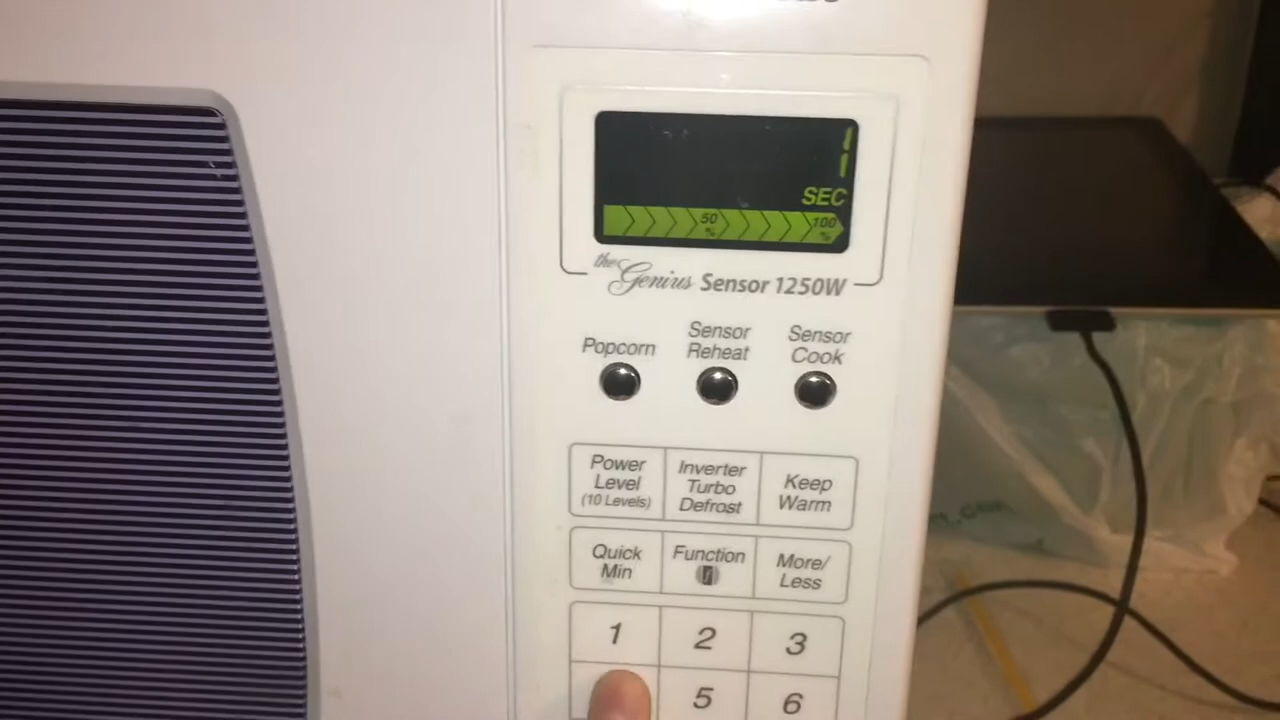 1
SEC
50
%
100
%
the Genius Sensor 1250W
Popcorn
Sensor
Reheat
Sensor
Cook
Power
Level
(10 Levels)
Inverter
Turbo
Defrost
Keep
Warm
Quick
Min
Function
More/
Less
1
2
3
5
6